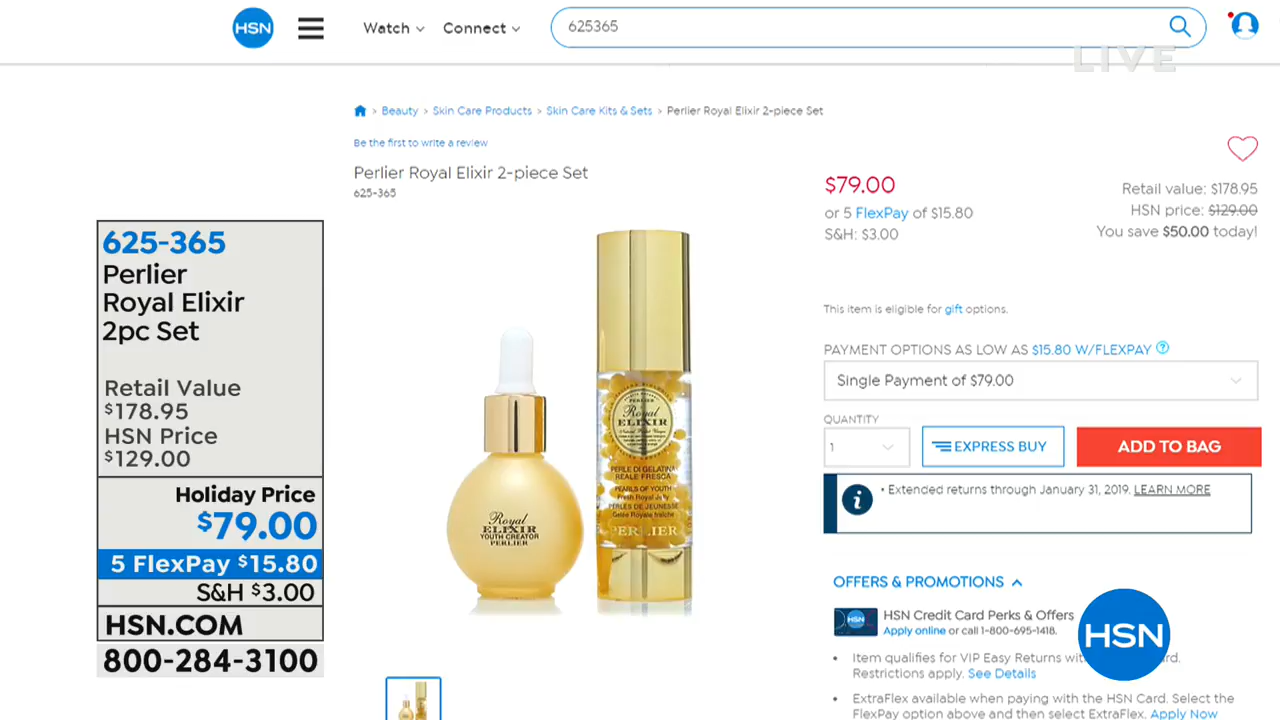 HSN
Watch
Connect
625365
LIVE
> Beauty > Skin Care Products > Skin Care Kits & Sets > Perlier Royal Elixir 2-piece Set
Be the first to write a review
Perlier Royal Elixir 2-piece Set
625-365
$79.00
or 5 FlexPay of $15.80
S&H: $3.00
Retail value: $178.95
HSN price: $129.00
You save $50.00 today!
This item is eligible for gift options.
PAYMENT OPTIONS AS LOW AS $15.80 W/FLEXPAY ?
Single Payment of $79.00
QUANTITY
1
EXPRESS BUY
ADD TO BAG
i
• Extended returns through January 31, 2019. LEARN MORE
OFFERS & PROMOTIONS
HSN
HSN Credit Card Perks & Offers
Apply online or call 1-800-695-1418.
• Item qualifies for VIP Easy Returns
Restrictions apply. See Details
• ExtraFlex available when paying with the HSN Card. Select the
FlexPay option above and then select ExtraFlex. Apply Now
HSN
625-365
Perlier
Royal Elixir
2pc Set
Retail Value
$178.95
HSN Price
$129.00
Holiday Price
$79.00
5 FlexPay $15.80
S&H $3.00
HSN.COM
800-284-3100
Royal
ELIXIR
YOUTH CREATOR
PERLIER
PERLIER
Royal
ELIXIR
PERLE DI GELATINA
REALE FRESCA
PEARLS OF YOUTH
Fresh Royal Jelly
PERLES DE JEUNESSE
Gelée Royale fraîche
PERLIER